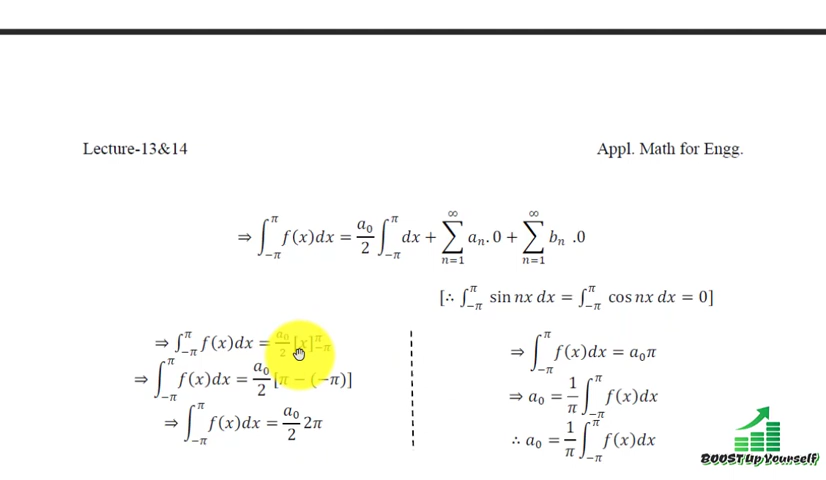 Lecture-13&14 Appl. Math for Engg.
⇒ ∫_{-π}^{π} f(x)dx = a₀/2 ∫_{-π}^{π} dx + ∑_{n=1}^{∞} aₙ. 0 + ∑_{n=1}^{∞} bₙ .0
[∴ ∫_{-π}^{π} sin nx dx = ∫_{-π}^{π} cos nx dx = 0]
⇒ ∫_{-π}^{π} f(x)dx = a₀/2 [x]_{-π}^{π}
⇒ ∫_{-π}^{π} f(x)dx = a₀/2 [π − (−π)]
⇒ ∫_{-π}^{π} f(x)dx = a₀/2 2π
⇒ ∫_{-π}^{π} f(x)dx = a₀π
⇒ a₀ = 1/π ∫_{-π}^{π} f(x)dx
∴ a₀ = 1/π ∫_{-π}^{π} f(x)dx
BOOST Up Yourself